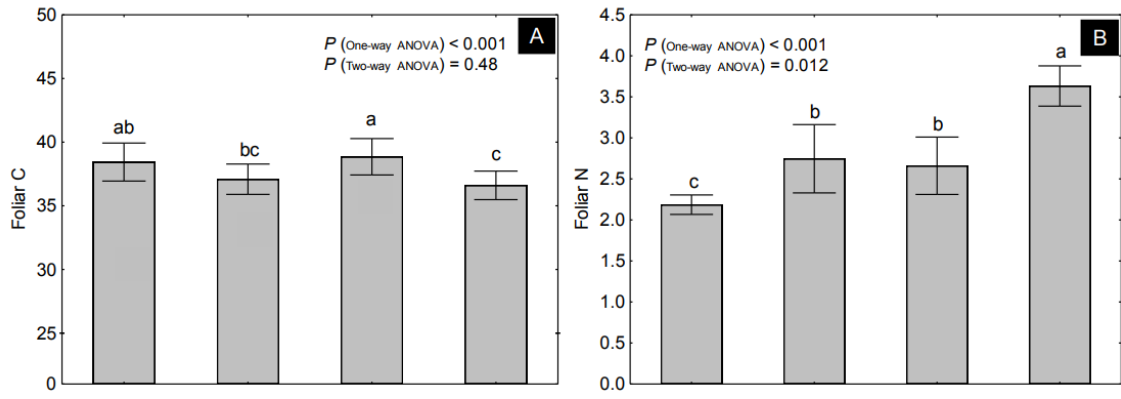 A
P (One-way ANOVA) < 0.001
P (Two-way ANOVA) = 0.48
Foliar C
50
45
40
35
30
25
0
ab
bc
a
c
B
P (One-way ANOVA) < 0.001
P (Two-way ANOVA) = 0.012
Foliar N
4.5
4.0
3.5
3.0
2.5
2.0
1.5
1.0
0.5
0.0
c
b
b
a